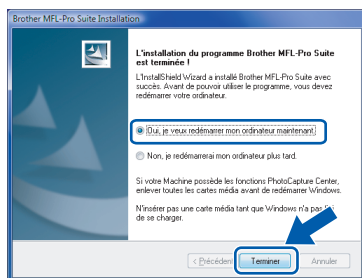 Brother MFL-Pro Suite Installation
L'installation du programme Brother MFL-Pro Suite
est terminée !
L'InstallShield Wizard a installé Brother MFL-Pro Suite avec
succès. Avant de pouvoir utiliser le programme, vous devez
redémarrer votre ordinateur.
Oui, je veux redémarrer mon ordinateur maintenant.
Non, je redémarrerai mon ordinateur plus tard.
Si votre Machine possède les fonctions PhotoCapture Center,
enlever toutes les cartes média avant de redémarrer Windows.
N'insérer pas une carte média tant que Windows n'a pas
de se charger.
< Précédent
Terminer
Annuler